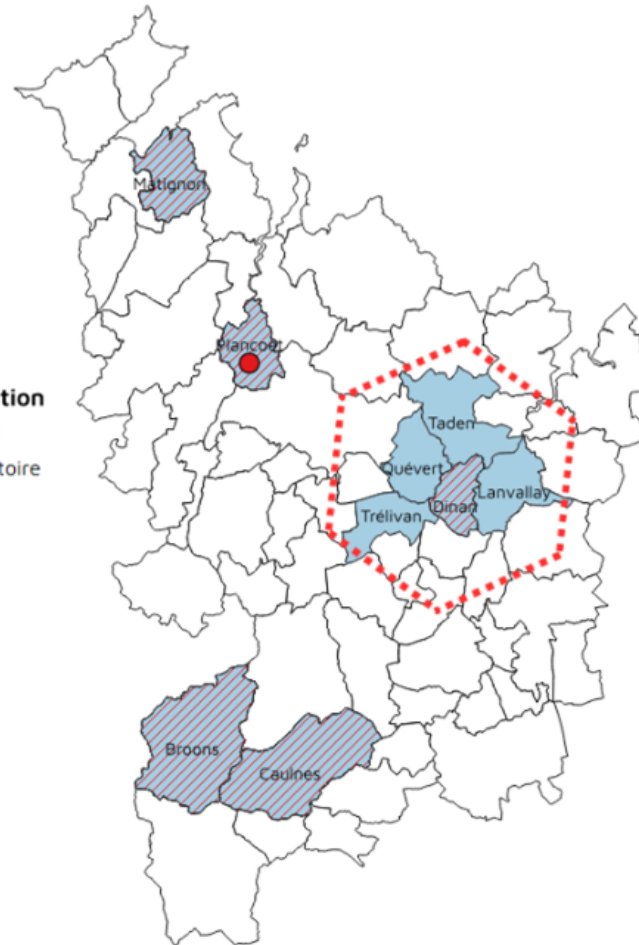 Matignon
Plancoët
tion
Taden
toire
Quévert
Lanvallay
Dinan
Trélivan
Broons
Caulnes